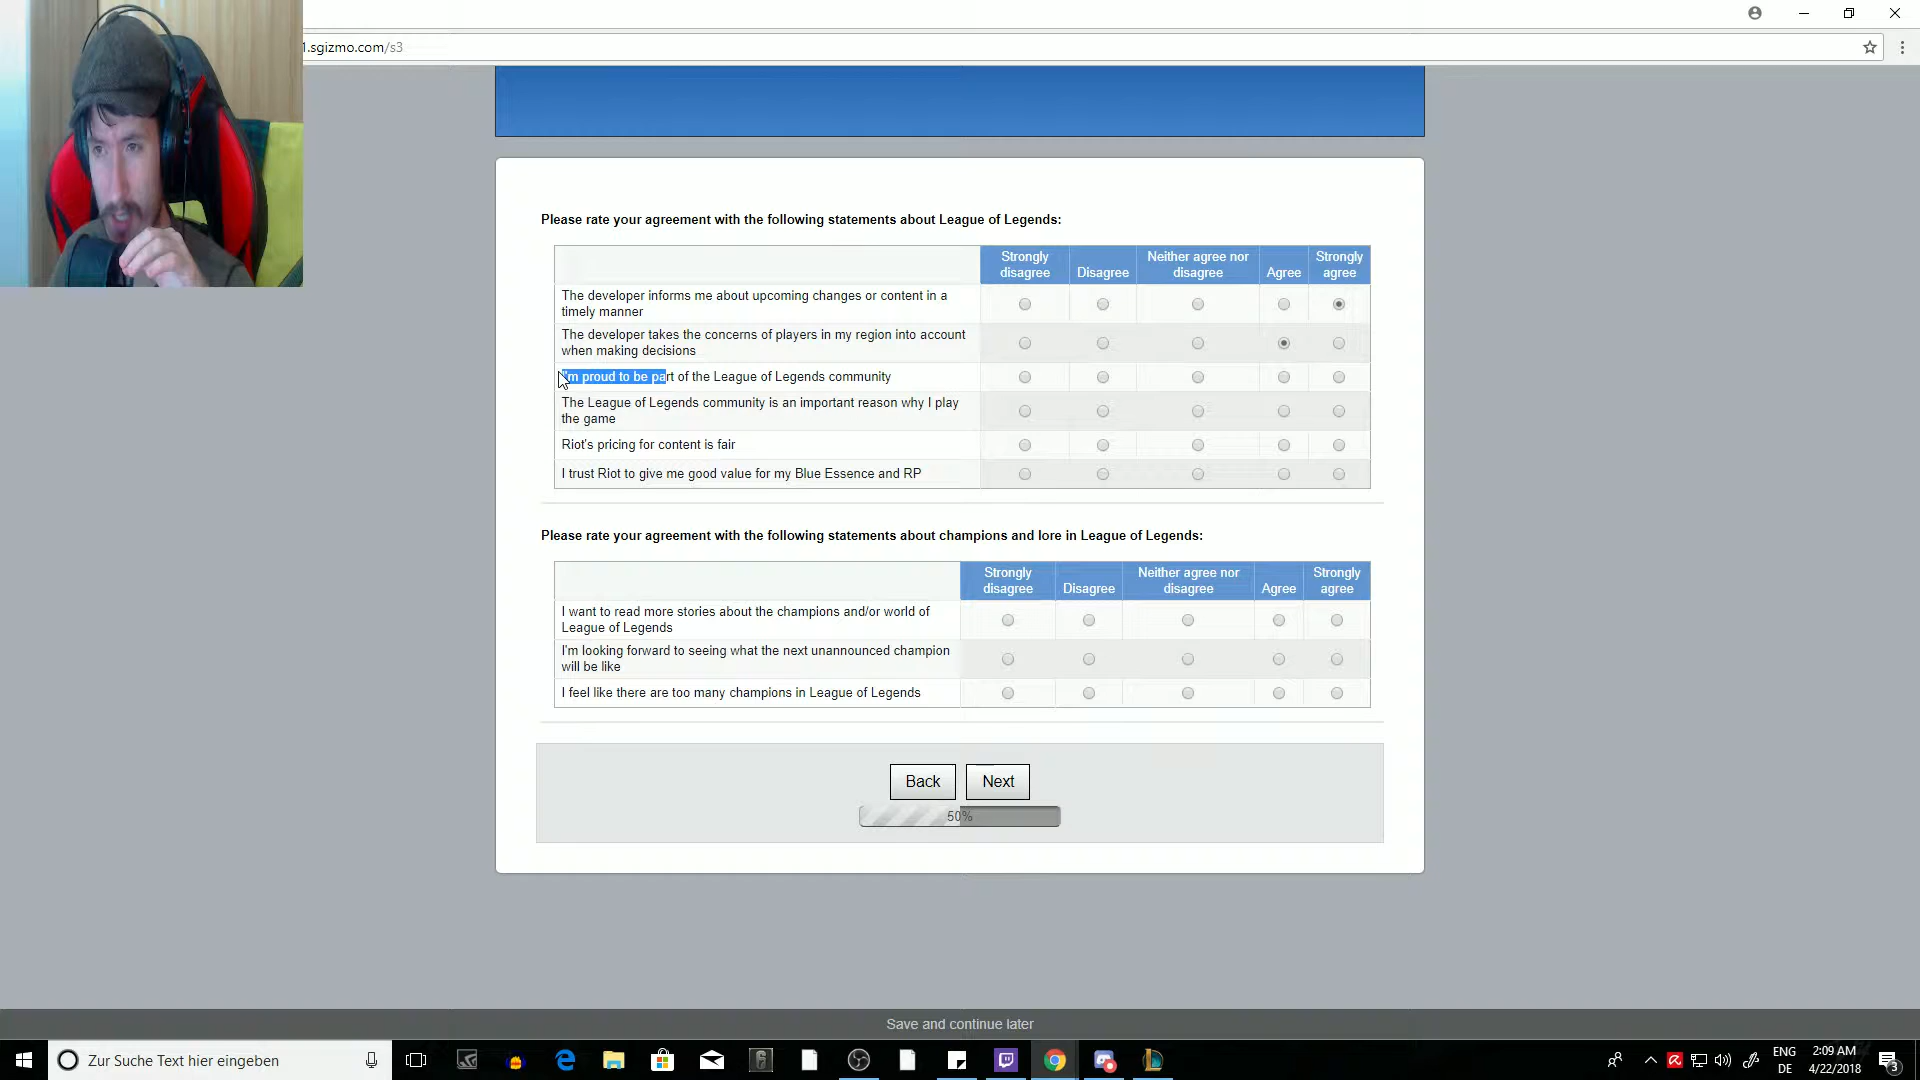 1.sgizmo.com/s3
Please rate your agreement with the following statements about League of Legends:
Strongly disagree
Disagree
Neither agree nor disagree
Agree
Strongly agree
The developer informs me about upcoming changes or content in a
timely manner
The developer takes the concerns of players in my region into account
when making decisions
I'm proud to be part of the League of Legends community
The League of Legends community is an important reason why I play
the game
Riot's pricing for content is fair
I trust Riot to give me good value for my Blue Essence and RP
Please rate your agreement with the following statements about champions and lore in League of Legends:
Strongly disagree
Disagree
Neither agree nor disagree
Agree
Strongly agree
I want to read more stories about the champions and/or world of
League of Legends
I'm looking forward to seeing what the next unannounced champion
will be like
I feel like there are too many champions in League of Legends
Back Next
50%
Save and continue later
Zur Suche Text hier eingeben
ENG 2:09 AM
DE 4/22/2018
3